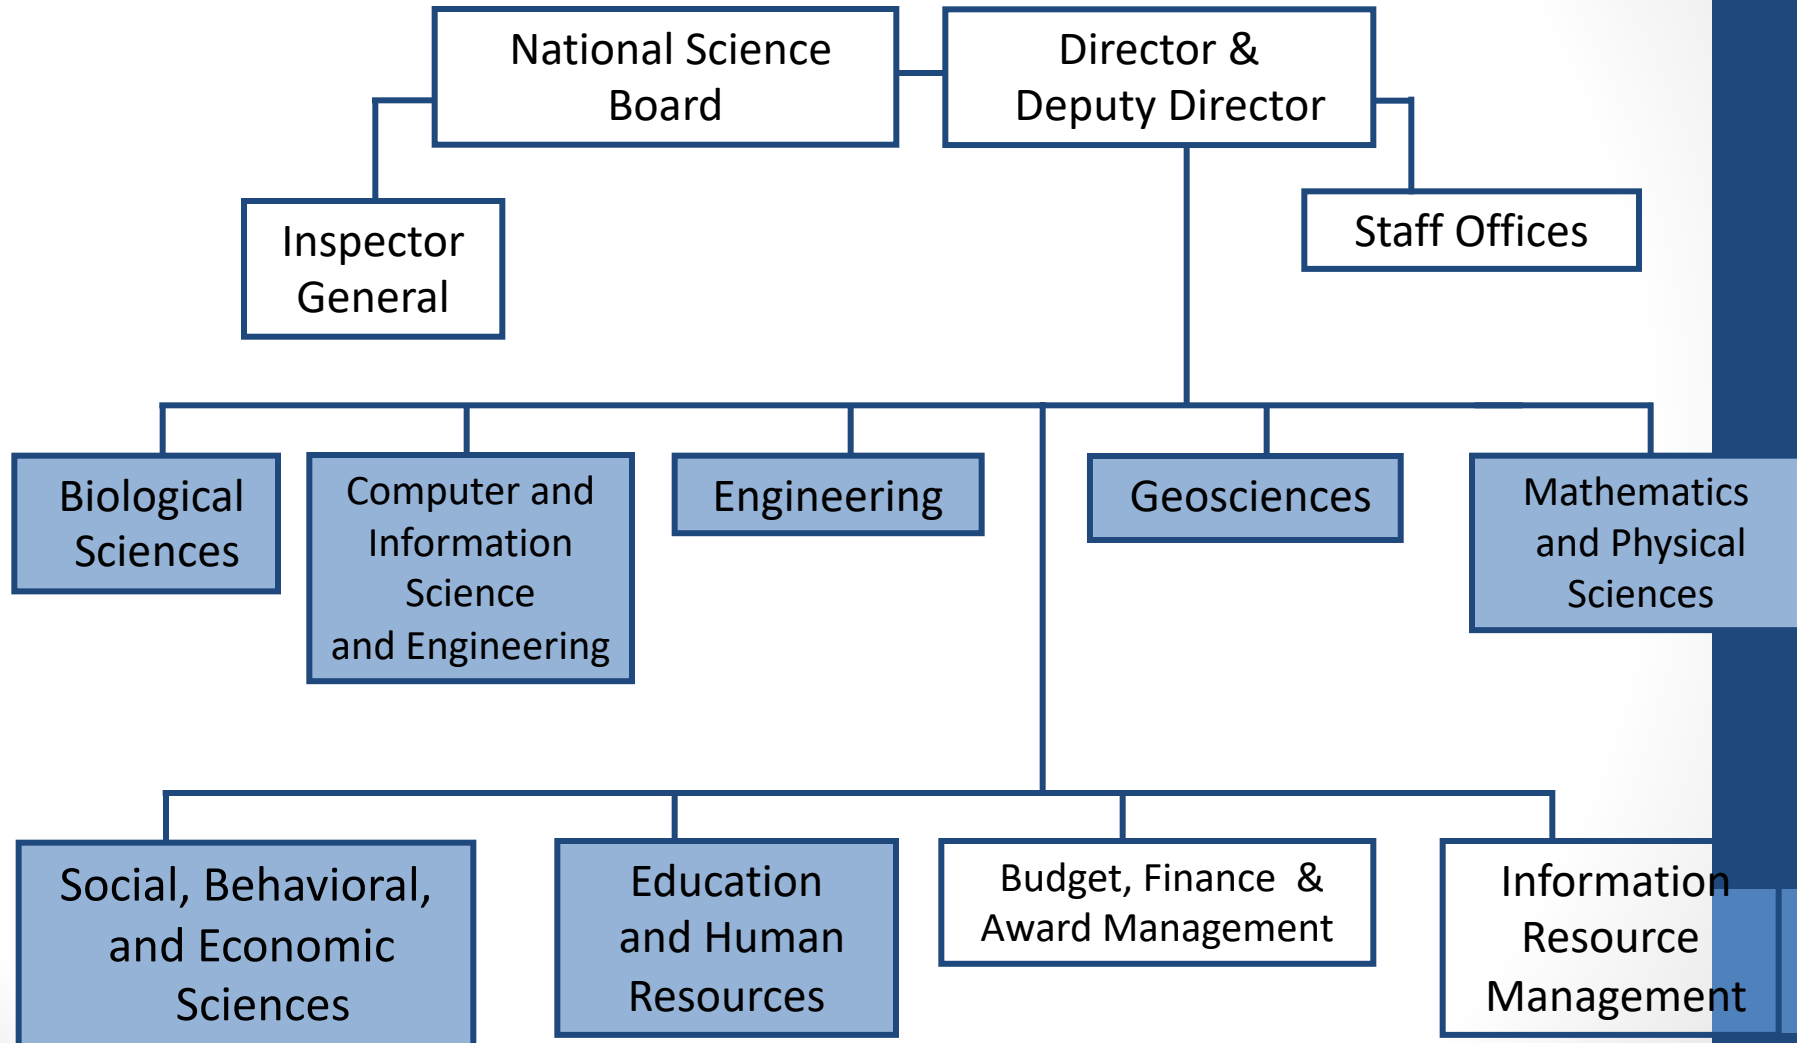 National Science
Board
Director &
Deputy Director
Inspector
General
Staff Offices
Biological
Sciences
Computer and
Information
Science
and Engineering
Engineering
Geosciences
Mathematics
and Physical
Sciences
Social, Behavioral,
and Economic
Sciences
Education
and Human
Resources
Budget, Finance &
Award Management
Information
Resource
Management